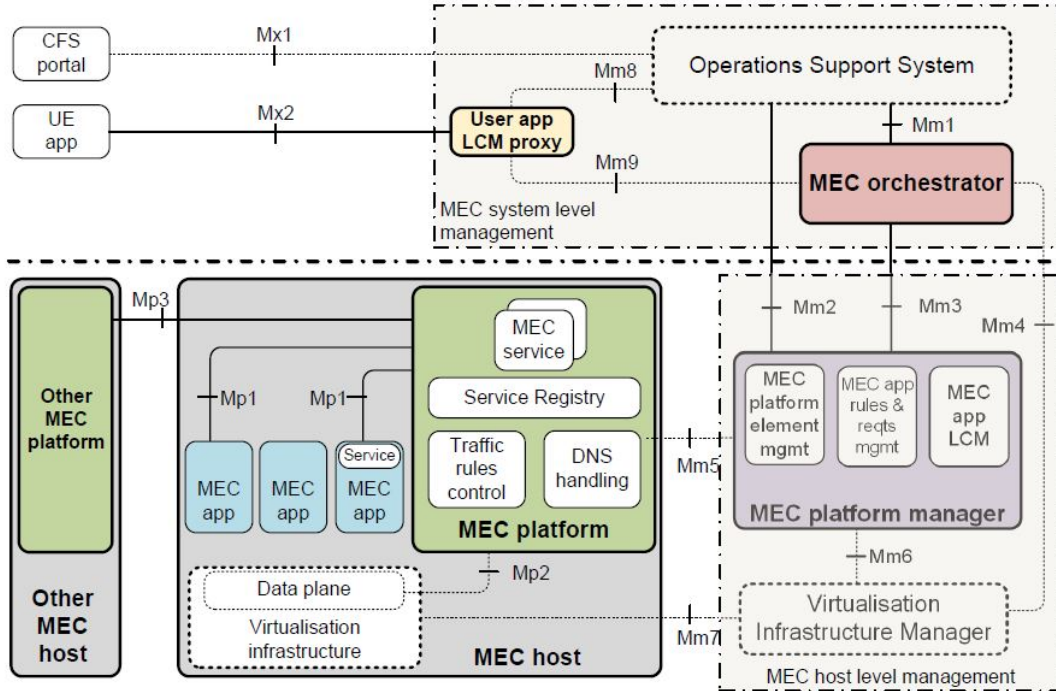 CFS
portal
Mx1
Operations Support System
Mm8
UE
app
Mx2
User app
LCM proxy
Mm1
Mm9
MEC orchestrator
MEC system level
management
Other
MEC
platform
Other
MEC
host
Mp3
MEC
service
Service Registry
Traffic
rules
control
DNS
handling
MEC platform
Mp1
Mp1
MEC
app
MEC
app
Service
MEC
app
Mp2
Data plane
Virtualisation
infrastructure
MEC host
Mm2
Mm3
Mm4
MEC
platform
element
mgmt
MEC app
rules &
reqts
mgmt
MEC
app
LCM
MEC platform manager
Mm5
Mm6
Virtualisation
Infrastructure Manager
Mm7
MEC host level management